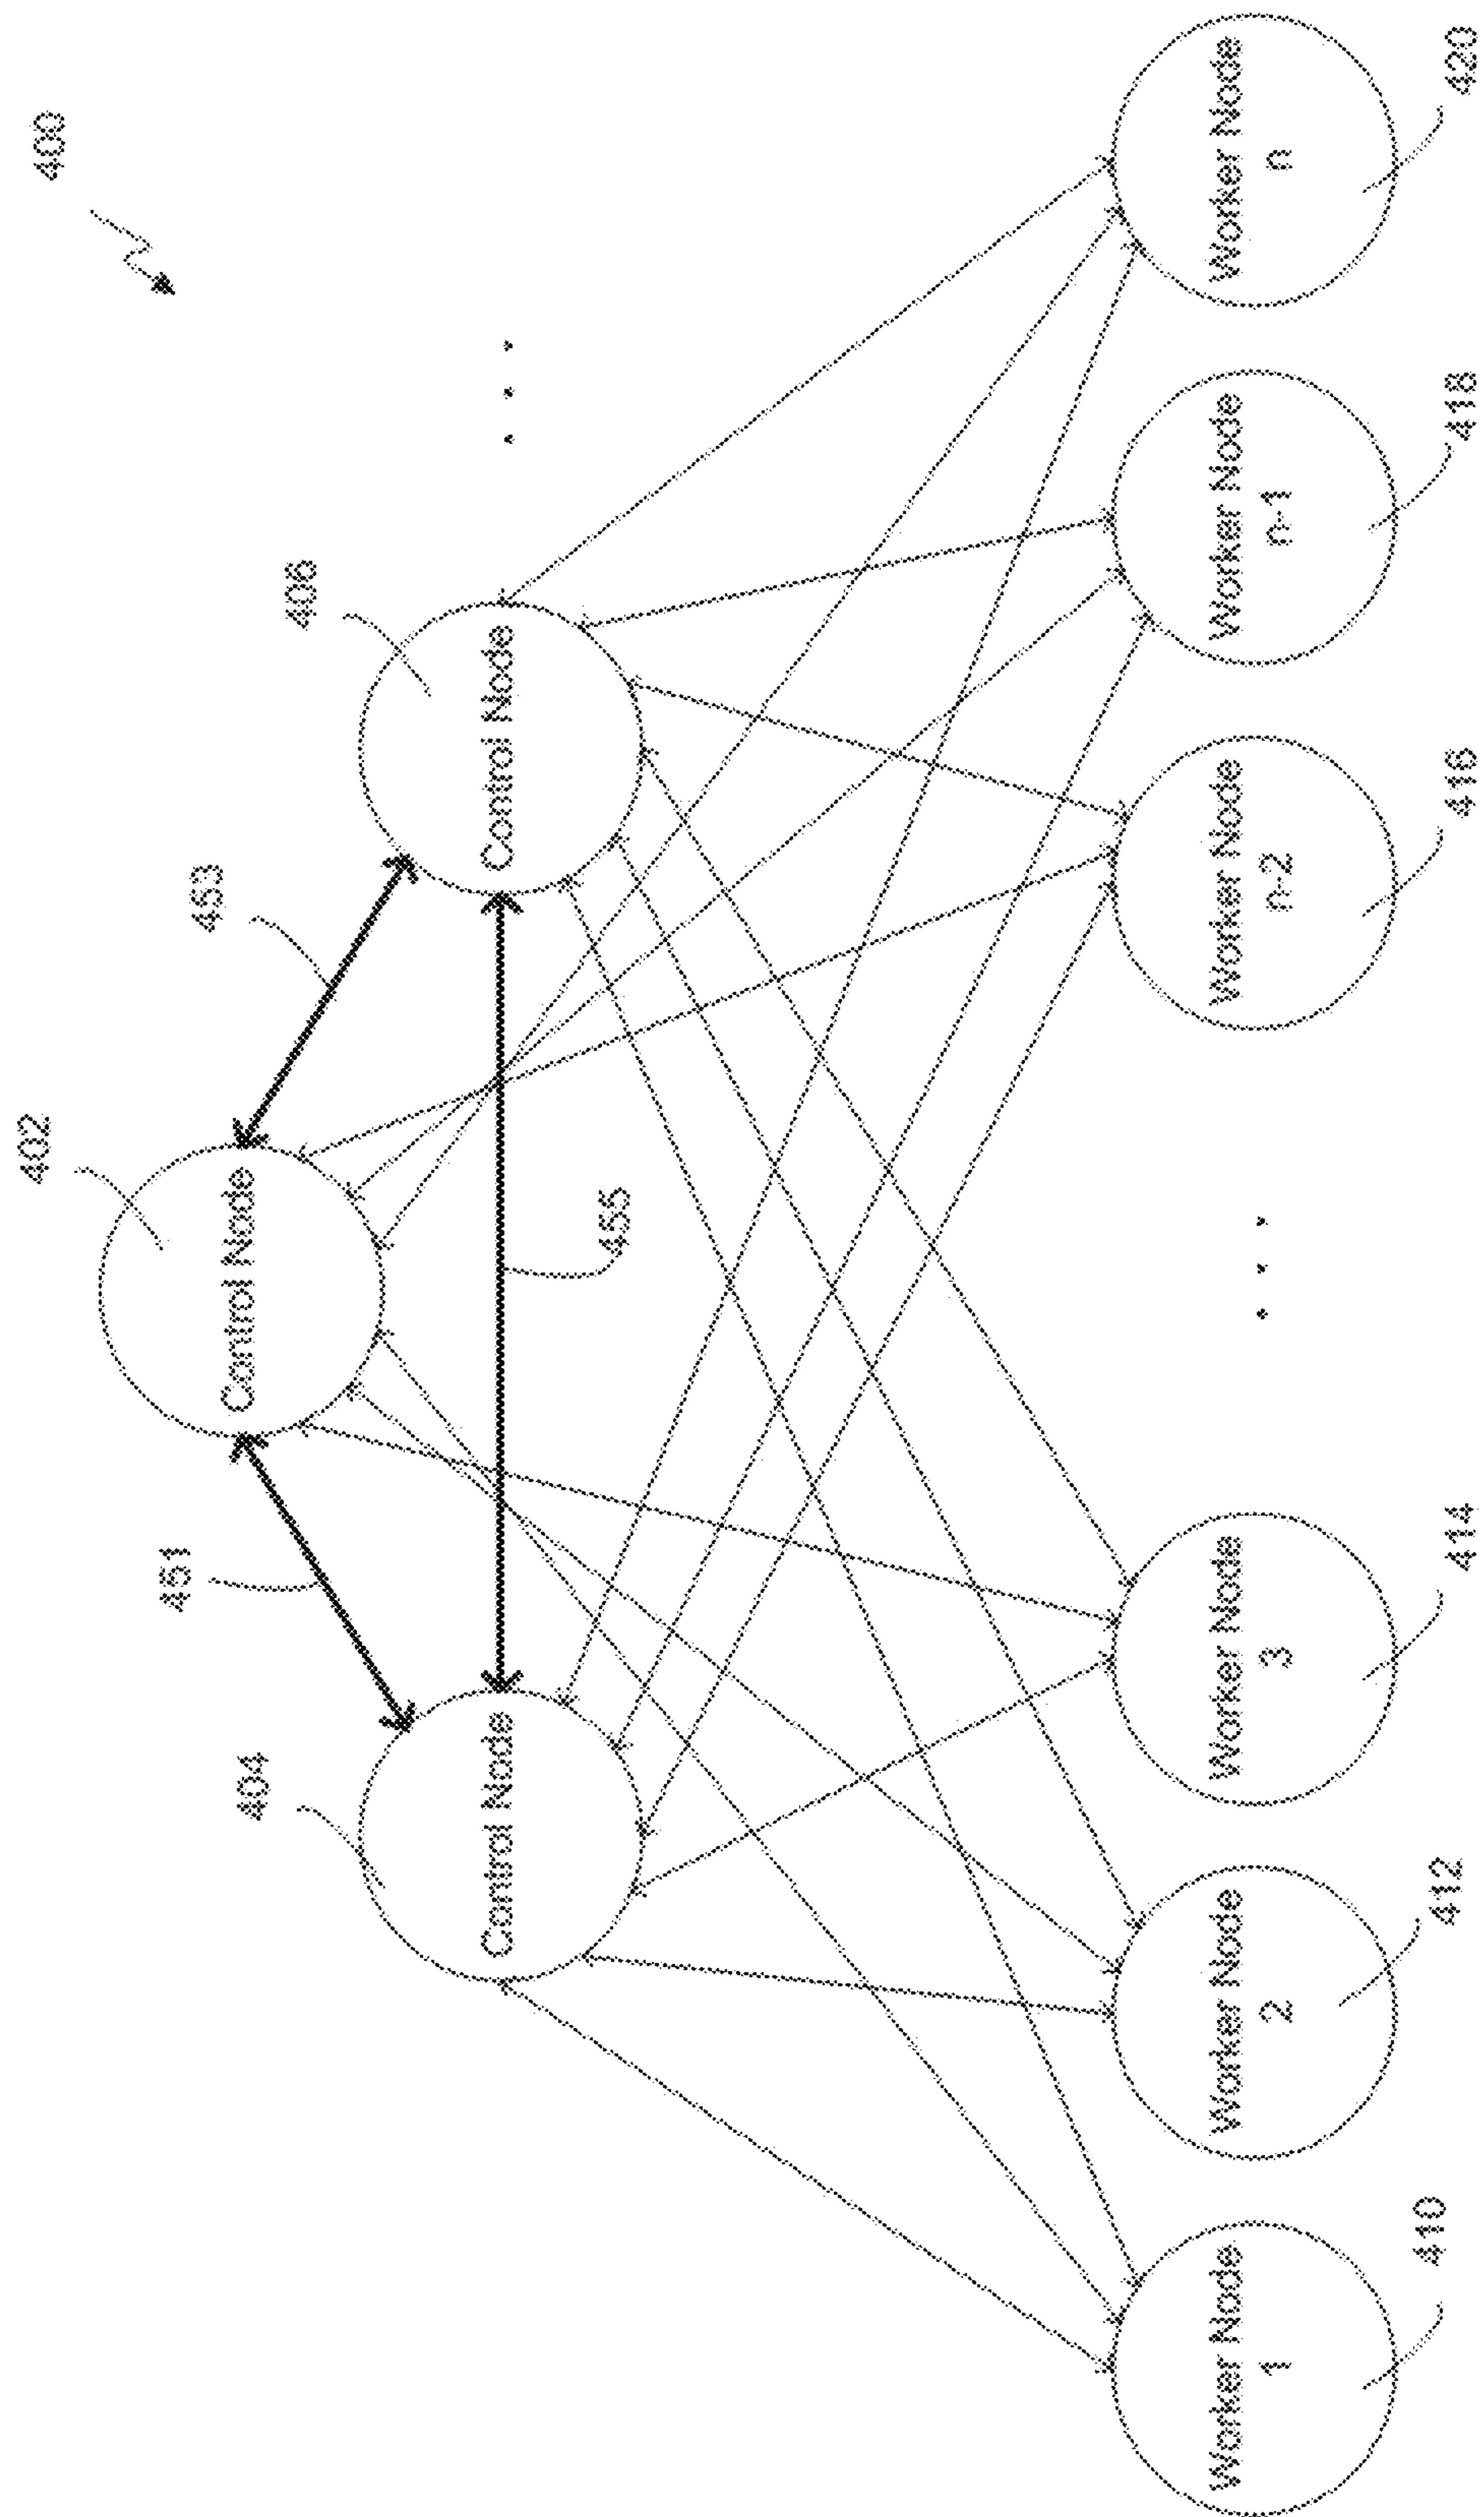 400
402
Control Node
451
453
404
Control Node
406
Control Node
455
. . .
Worker Node
1
410
Worker Node
2
412
Worker Node
3
414
. . .
Worker Node
n-2
416
Worker Node
n-1
418
Worker Node
n
420